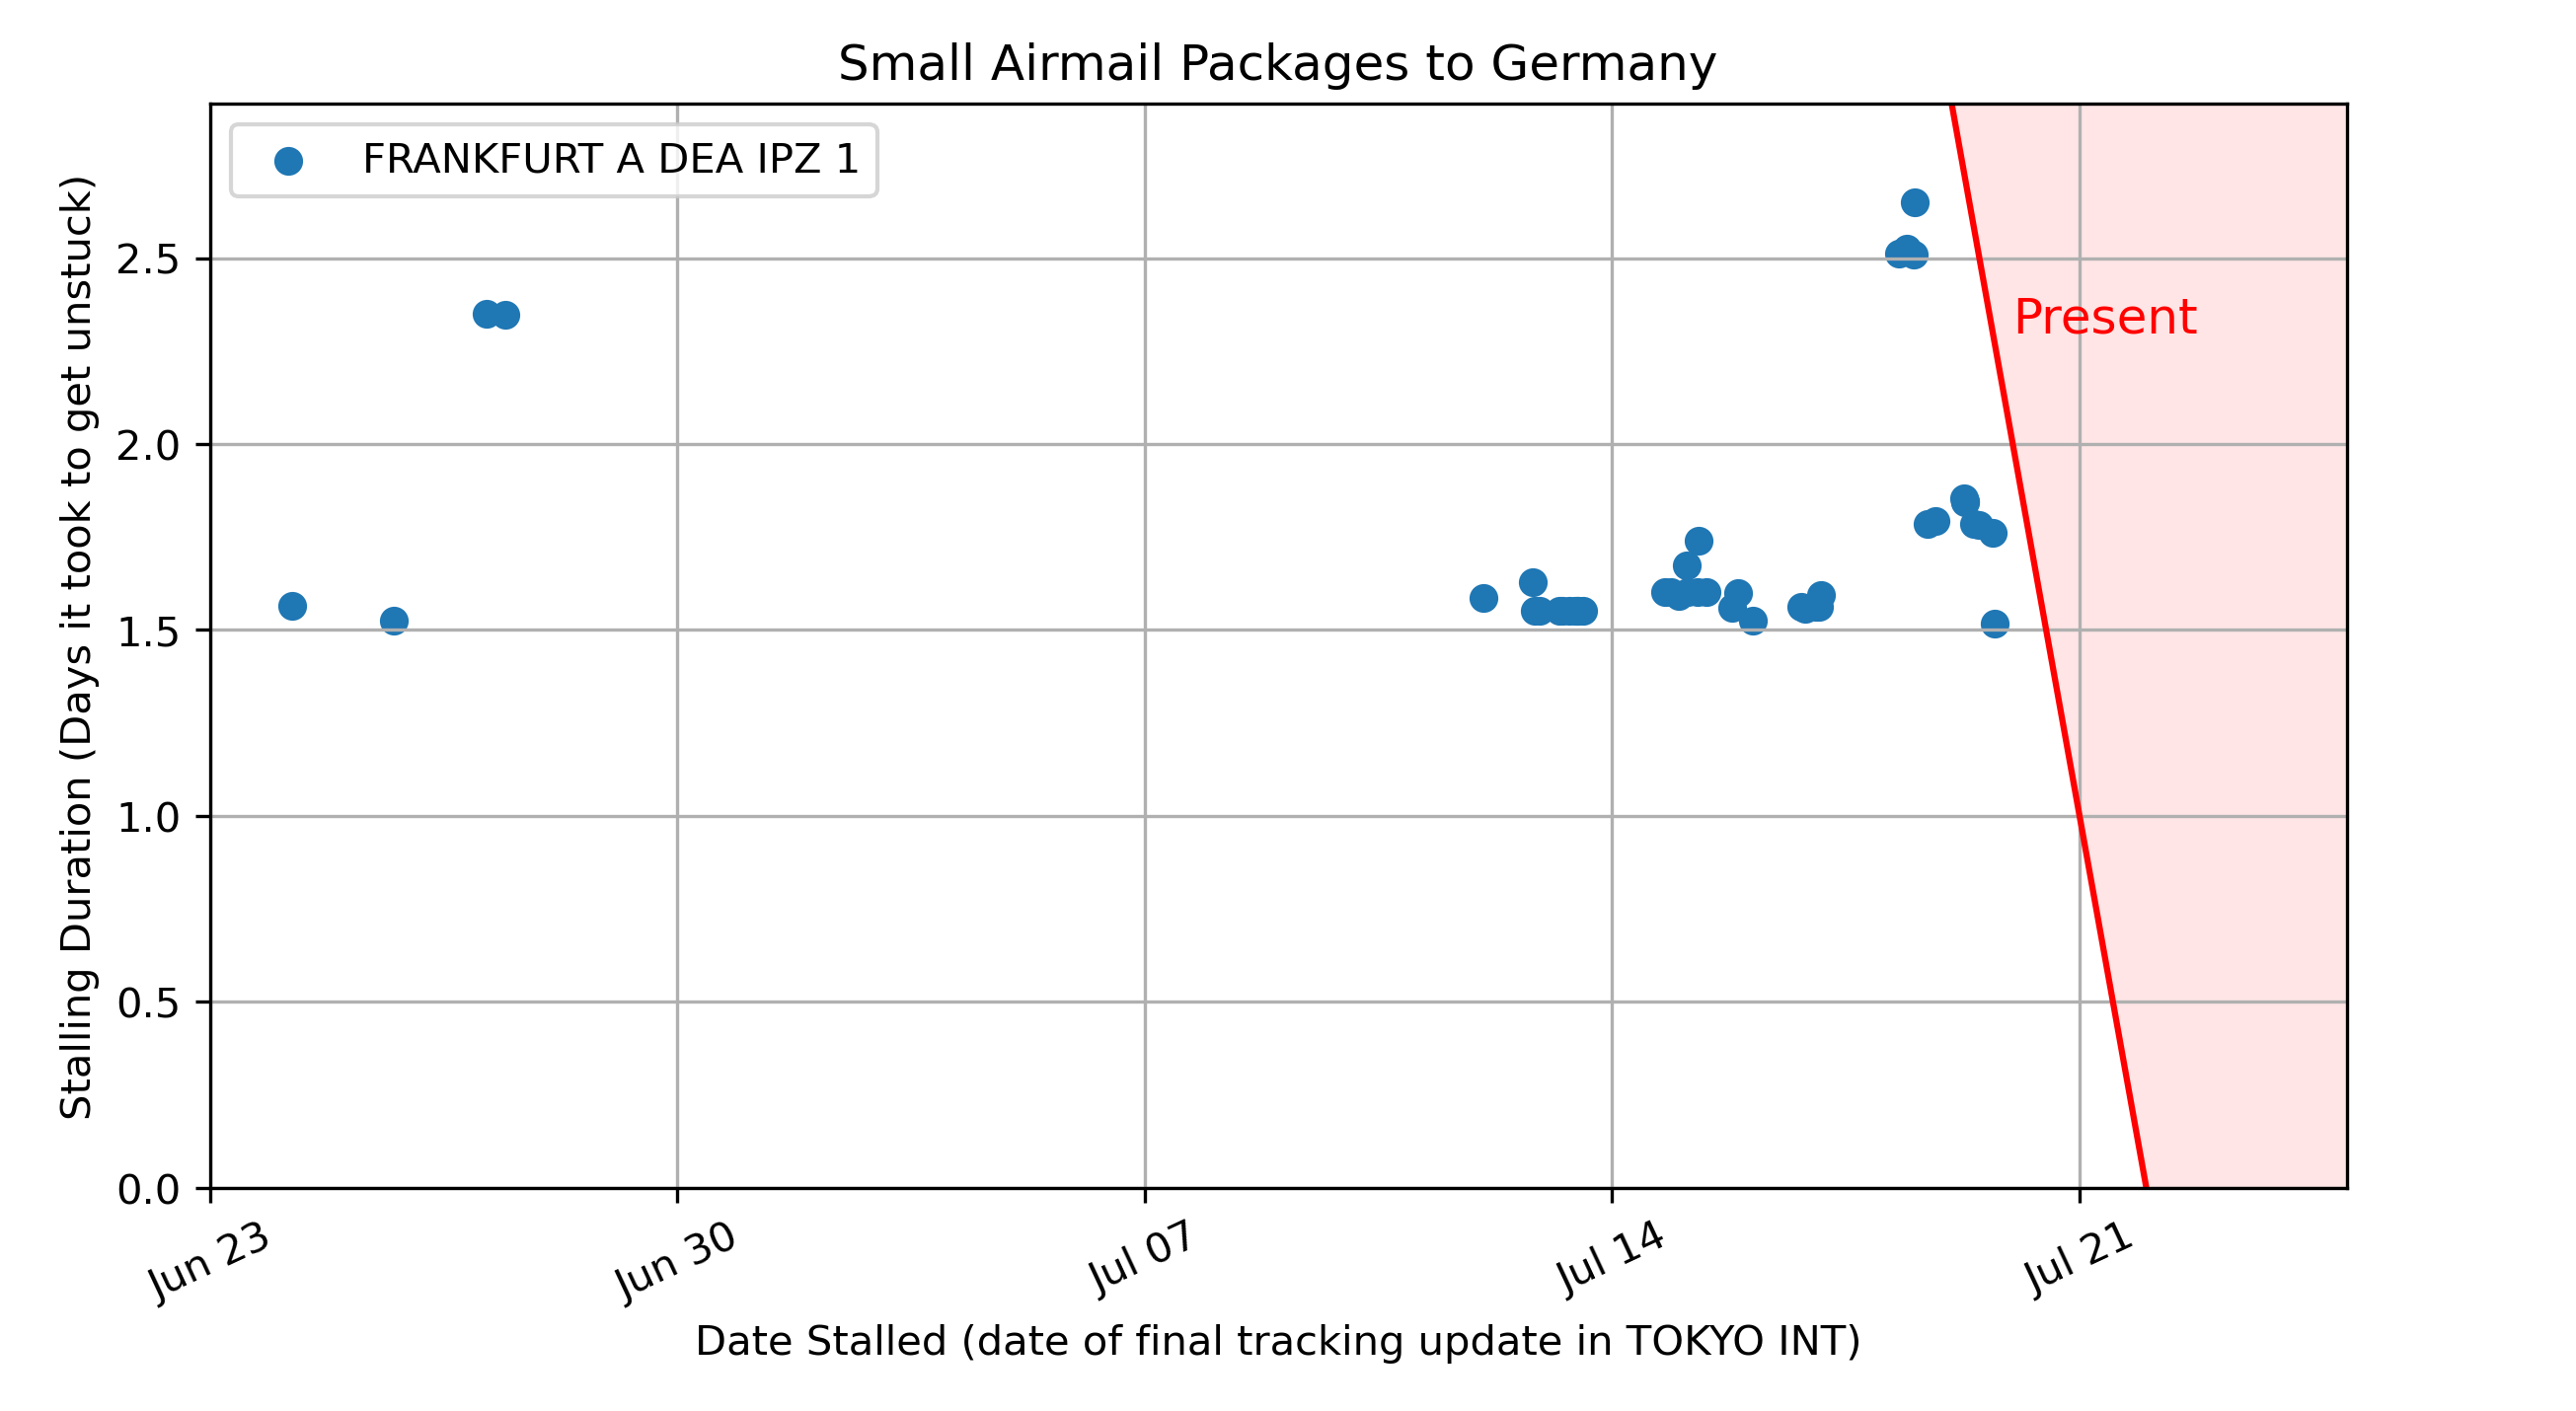 Small Airmail Packages to Germany
FRANKFURT A DEA IPZ 1
Present
Stalling Duration (Days it took to get unstuck)
2.5
2.0
1.5
1.0
0.5
0.0
Jun 23
Jun 30
Jul 07
Jul 14
Jul 21
Date Stalled (date of final tracking update in TOKYO INT)